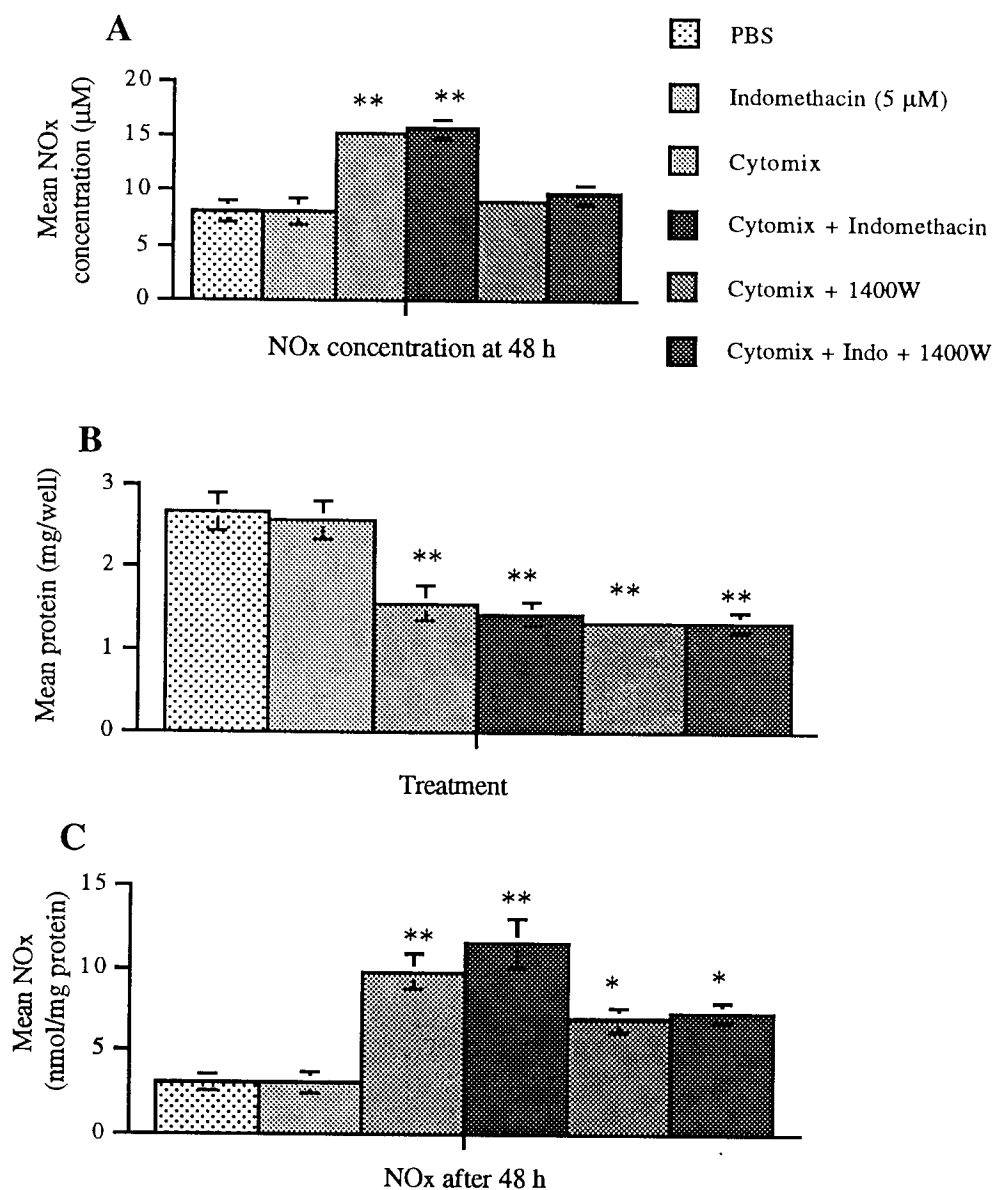 A
Mean NOx
concentration (μM)
20
15
10
5
0
** **
NOx concentration at 48 h
PBS
Indomethacin (5 μM)
Cytomix
Cytomix + Indomethacin
Cytomix + 1400W
Cytomix + Indo + 1400W
B
Mean protein (mg/well)
3
2
1
0
** ** ** **
Treatment
C
Mean NOx
(nmol/mg protein)
15
10
5
0
** ** * *
NOx after 48 h